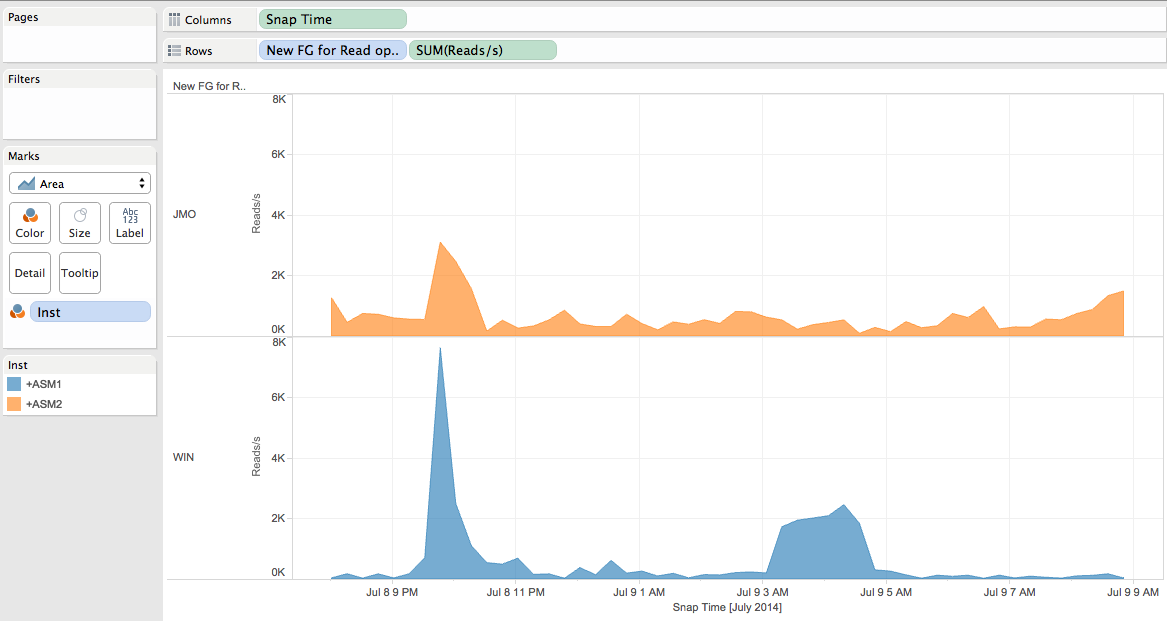 Pages
Columns
Snap Time
Rows
New FG for Read op..
SUM(Reads/s)
Filters
Marks
Area
Color
Size
Abc
123
Label
Detail
Tooltip
Inst
Inst
+ASM1
+ASM2
New FG for R..
JMO
Reads/s
8K
6K
4K
2K
0K
WIN
Reads/s
8K
6K
4K
2K
0K
Jul 8 9 PM
Jul 8 11 PM
Jul 9 1 AM
Jul 9 3 AM
Jul 9 5 AM
Jul 9 7 AM
Jul 9 9 AM
Snap Time [July 2014]